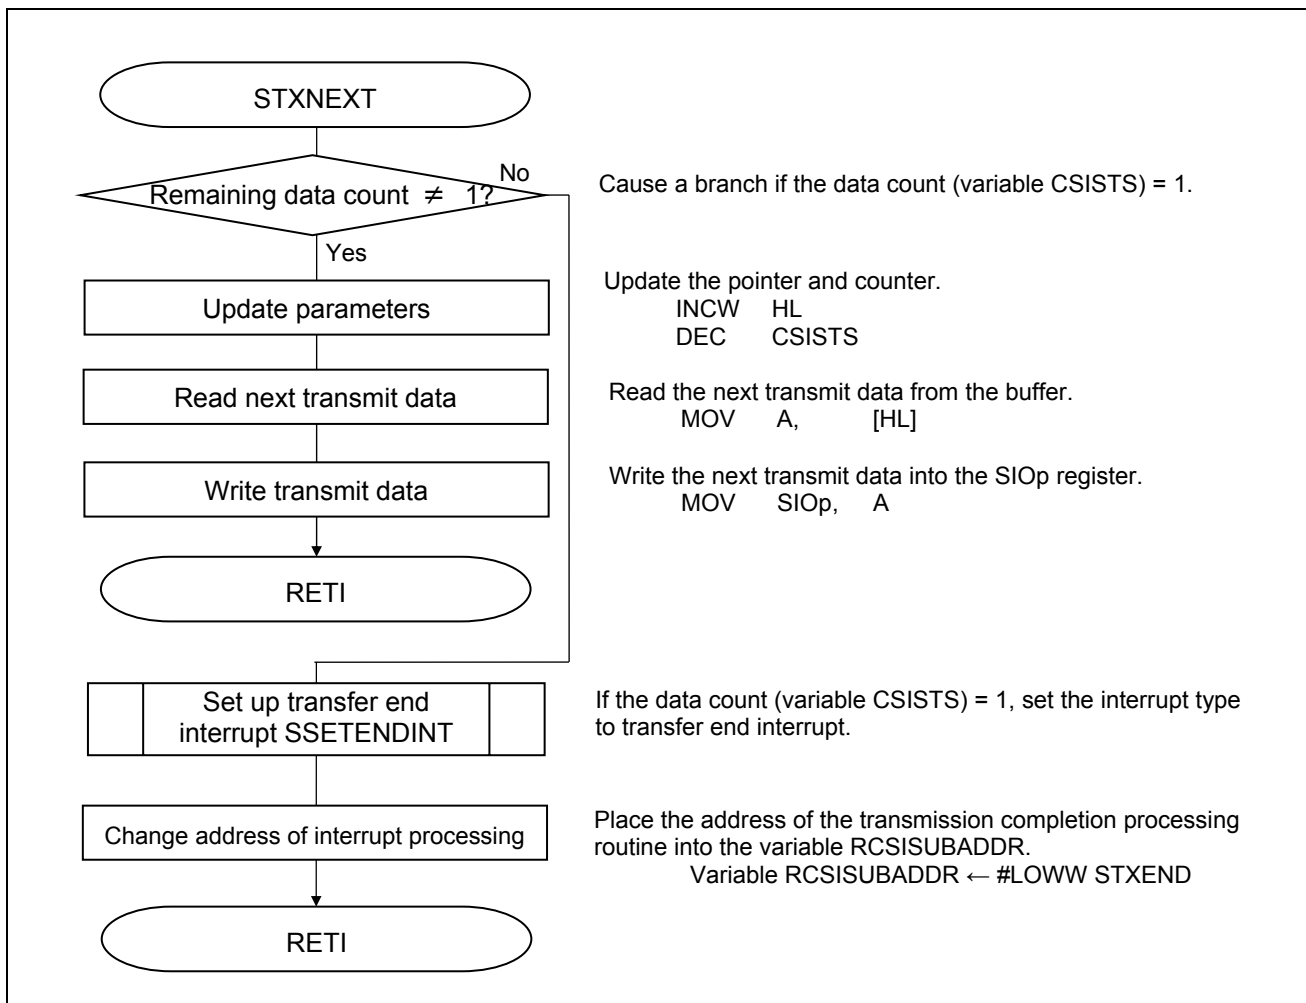 STXNEXT
Remaining data count ≠ 1?
No
Cause a branch if the data count (variable CSISTS) = 1.
Yes
Update parameters
Update the pointer and counter.
INCW HL
DEC CSISTS
Read next transmit data
Read the next transmit data from the buffer.
MOV A, [HL]
Write transmit data
Write the next transmit data into the SIOp register.
MOV SIOp, A
RETI
Set up transfer end
interrupt SSETENDINT
If the data count (variable CSISTS) = 1, set the interrupt type
to transfer end interrupt.
Change address of interrupt processing
Place the address of the transmission completion processing
routine into the variable RCSISUBADDR.
Variable RCSISUBADDR ← #LOWW STXEND
RETI